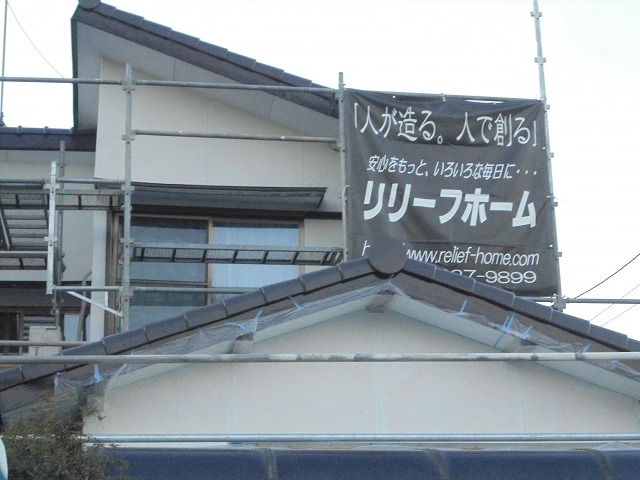 「人が造る。人で創る」
安心をもっと、いろいろな毎日に・・・
リリーフホーム
www.relief-home.com
7-9899